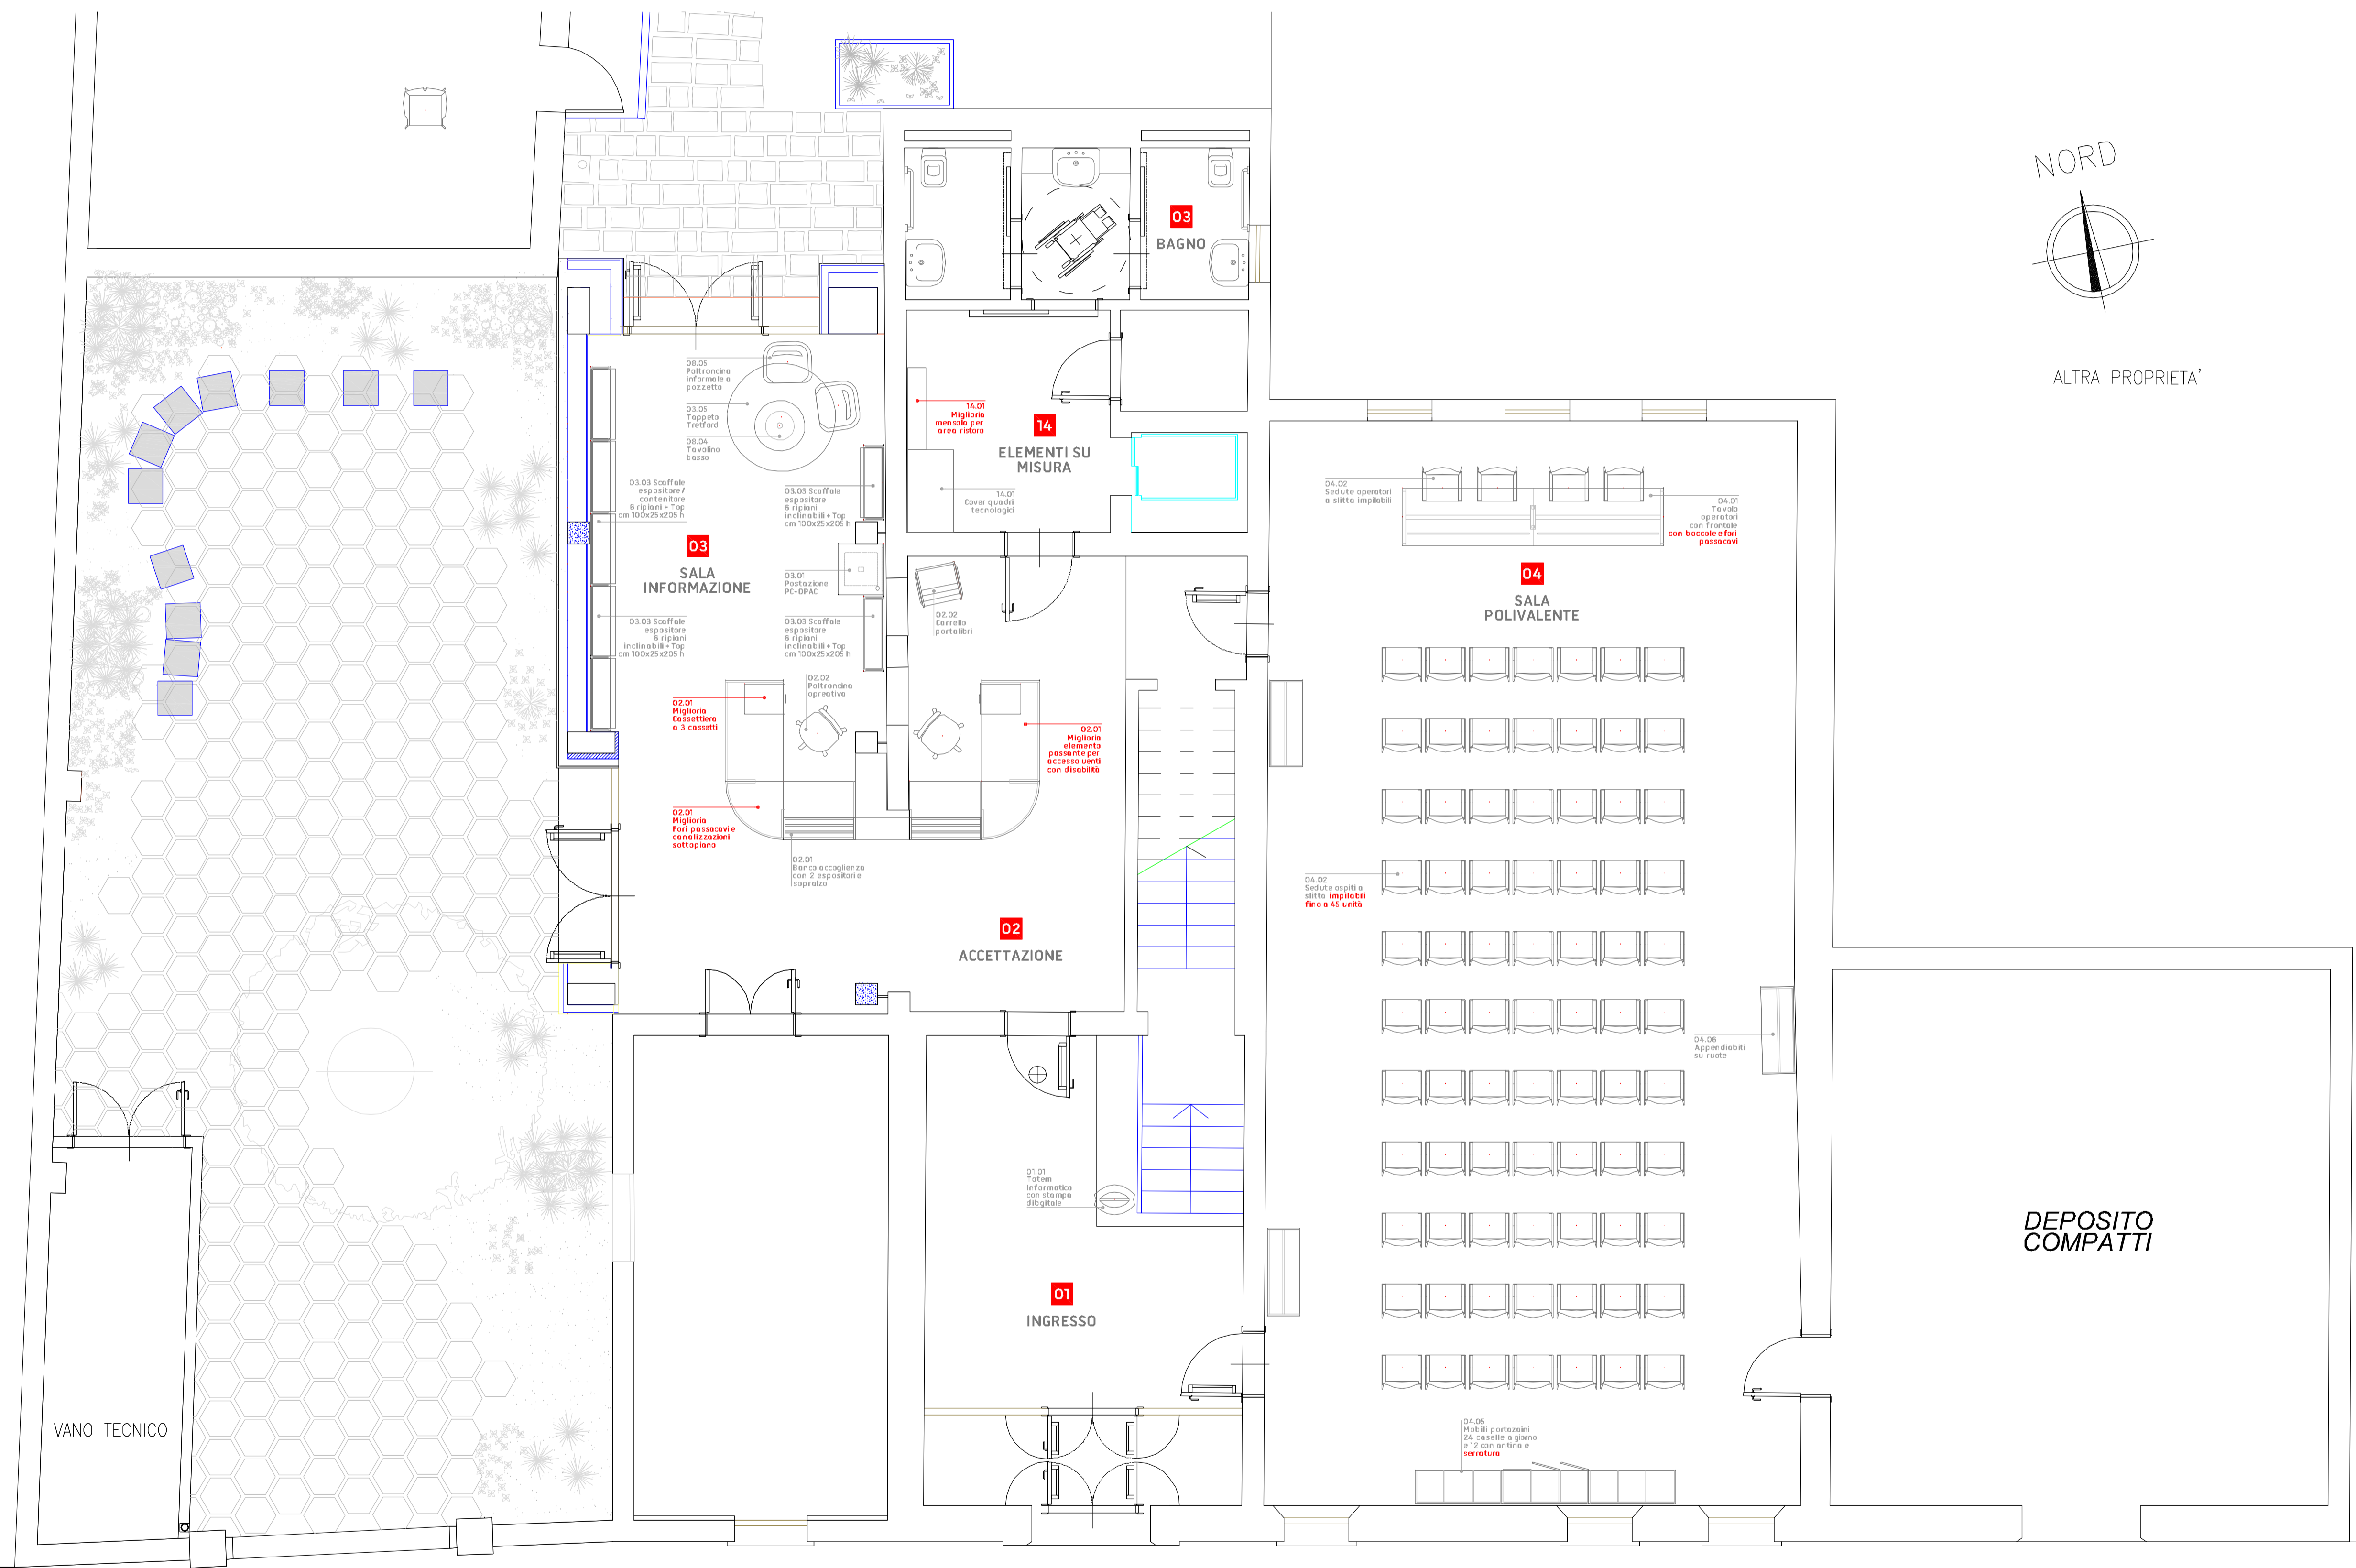 NORD
ALTRA PROPRIETA'
03
BAGNO
08.05
Poltroncina
informale a
pozzetto
03.05
Tappeto
Tretford
08.04
Tavolino
basso
14.01
Miglioria
mensola per
area ristoro
14
ELEMENTI SU
MISURA
14.01
Cover quadri
tecnologici
03.03 Scaffale
espositore/
contenitore
6 ripiani + Top
cm 100x25x205 h
03.03 Scaffale
espositore
6 ripiani
inclinabili + Top
cm 100x25x205 h
03
SALA
INFORMAZIONE
03.01
Postazione
PC-OPAC
03.03 Scaffale
espositore
6 ripiani
inclinabili + Top
cm 100x25x205 h
03.03 Scaffale
espositore
6 ripiani
inclinabili + Top
cm 100x25x205 h
02.02
Carrello
portalibri
04.02
Sedute operatori
a slitta impilabili
04.01
Tavolo
operatori
con frontale
con boccole e fori
passacavi
04
SALA
POLIVALENTE
02.02
Poltroncina
opreativa
02.01
Miglioria
Cassettiera
a 3 cassetti
02.01
Miglioria
elemento
passante per
accesso uenti
con disabilità
02.01
Miglioria
Fori passacavi e
canalizzazioni
sottopiano
02.01
Banco accoglienza
con 2 espositori e
sopralzo
02
ACCETTAZIONE
04.02
Sedute ospiti a
slitta impilabili
fino a 45 unità
04.06
Appendiabiti
su ruote
01.01
Totem
Informatico
con stampa
dibgitale
01
INGRESSO
DEPOSITO
COMPATTI
VANO TECNICO
04.05
Mobili portazaini
24 caselle a giorno
e 12 con antina e
serratura